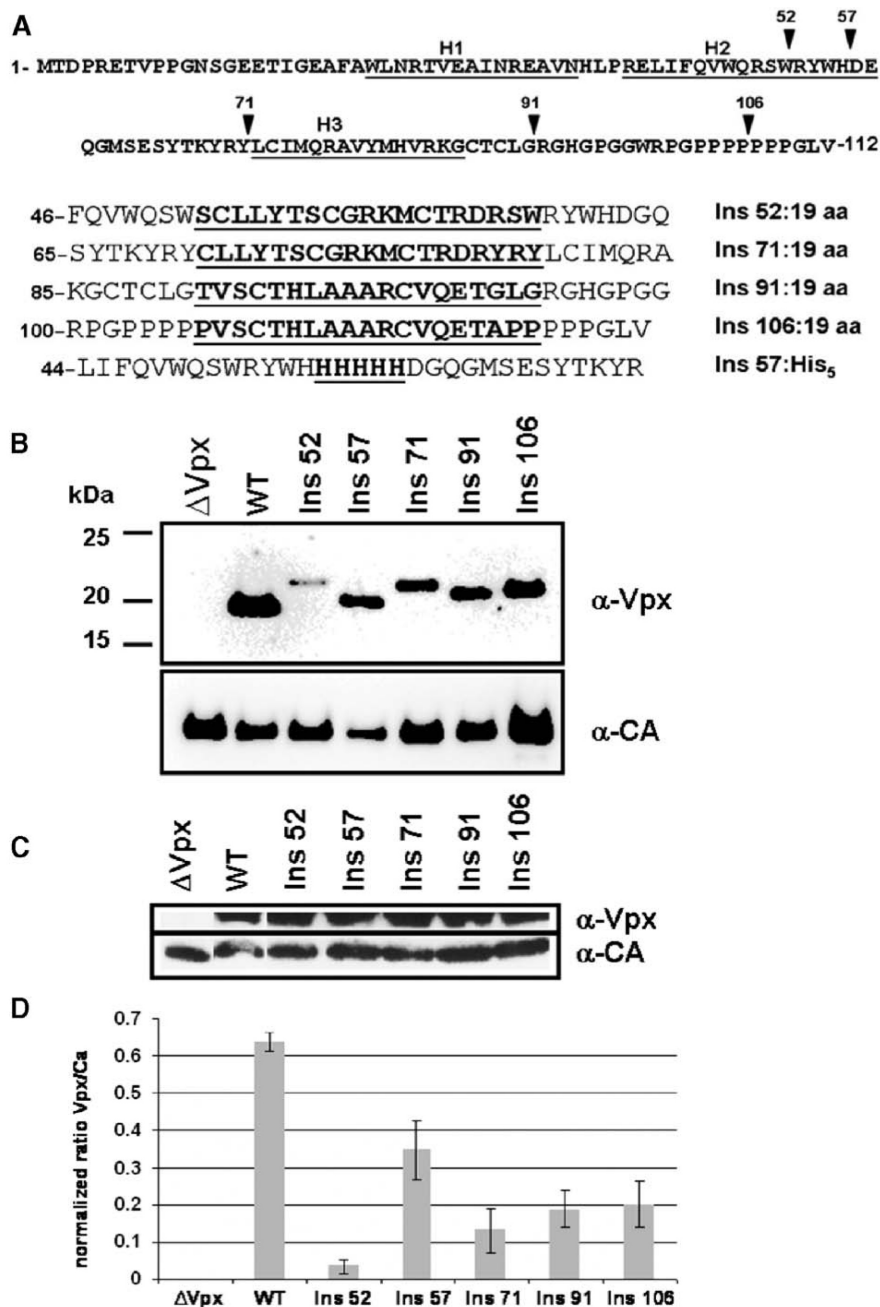 A
52 57
H1 H2
1- MTDPRETVPPGNSGEETIGEAFAWLNRTVEAINREAVNHLPRELIFQVWQRSWRYWHDE
71 91 106
H3
QGMSESYTKYRYLCIMQRAVYMHVRKGCTCLGRGHGPGGWRPGPPPPPPPGLV-112
46-FQVWQSWSCLLYTSCGRKMCTRDRSWRYWHDGQ Ins 52:19 aa
65-SYTKYRYCLLYTSCGRKMCTRDRYRYLCIMQRA Ins 71:19 aa
85-KGCTCLGTVSCTHLAAARCVQETGLGRGHGPGG Ins 91:19 aa
100-RPGPPPPPVSCTHLAAARCVQETAPPPPPGLV Ins 106:19 aa
44-LIFQVWQSWRYWHHHHHHDGQGMSESYTKYR Ins 57:His5
B
ΔVpx WT Ins 52 Ins 57 Ins 71 Ins 91 Ins 106
kDa
25
20
15
α-Vpx
α-CA
C
ΔVpx WT Ins 52 Ins 57 Ins 71 Ins 91 Ins 106
α-Vpx
α-CA
D
normalized ratio Vpx/Ca
0.7
0.6
0.5
0.4
0.3
0.2
0.1
0
ΔVpx WT Ins 52 Ins 57 Ins 71 Ins 91 Ins 106